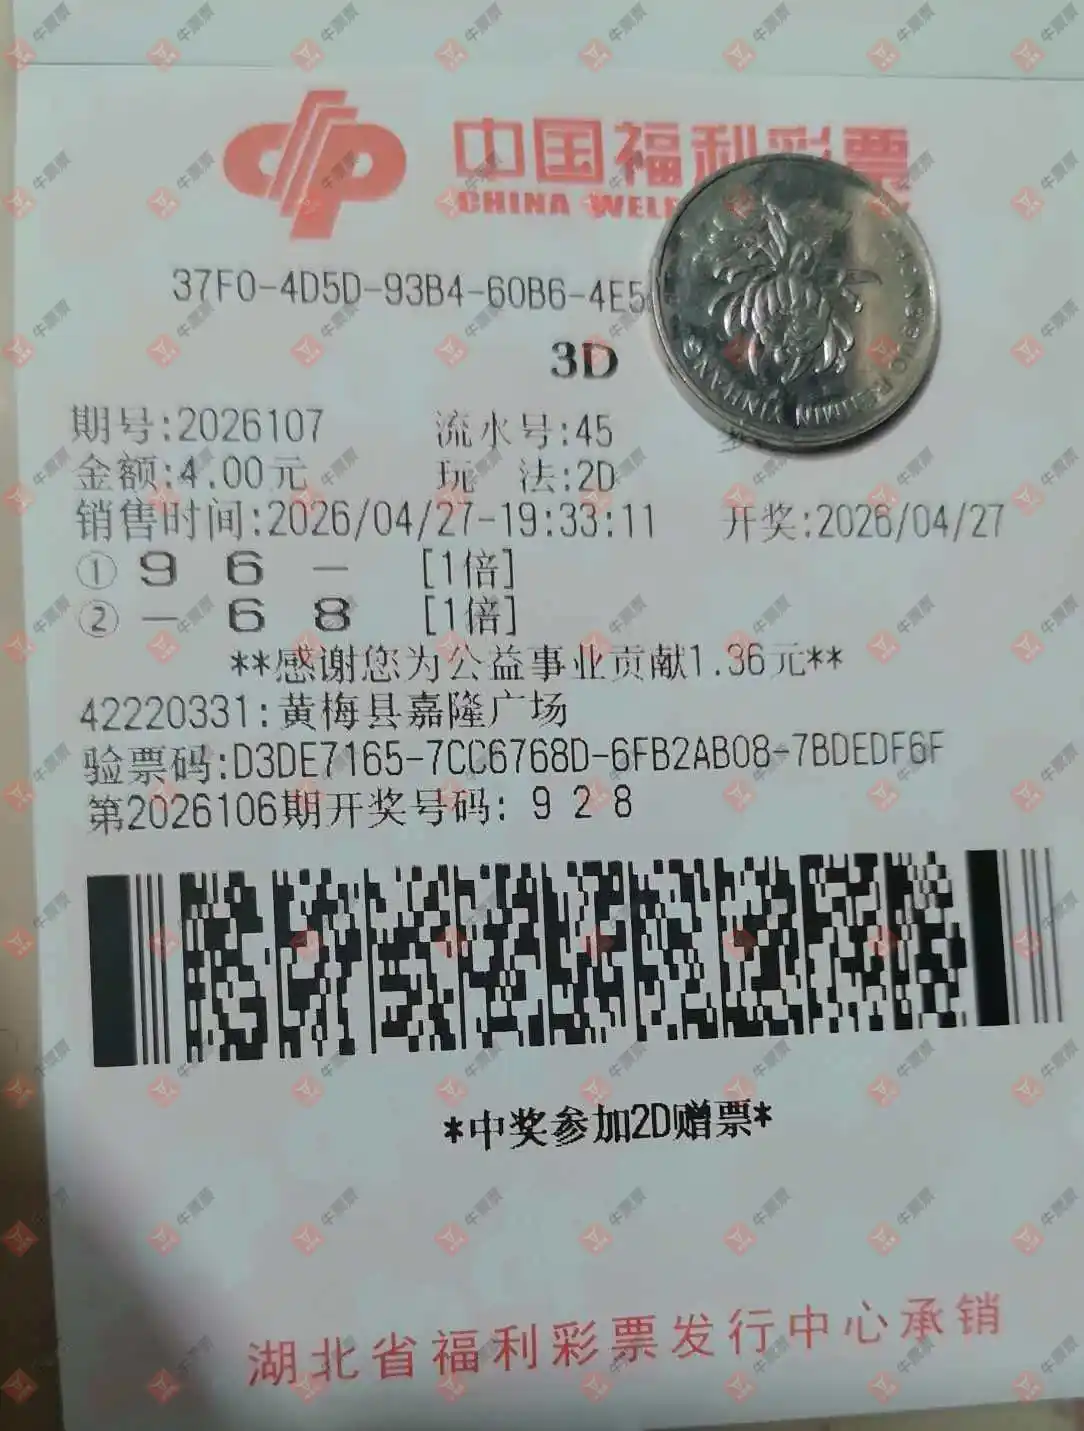 中国福利彩票
CHINA WELF
37F0-4D5D-93B4-60B6-4E5
3D
期号:2026107 流水号:45
金额:4.00元 玩 法:2D
销售时间:2026/04/27-19:33:11 开奖:2026/04/27
① 9 6 - [1倍]
② - 6 8 [1倍]
**感谢您为公益事业贡献1.36元**
42220331:黄梅县嘉隆广场
验票码:D3DE7165-7CC6768D-6FB2AB08-7BDEDF6F
第2026106期开奖号码: 9 2 8
*中奖参加2D赠票*
湖北省福利彩票发行中心承销
牛票票